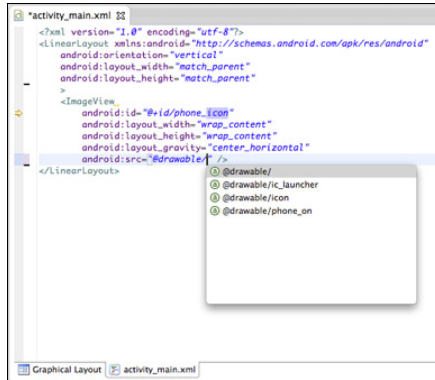 *activity_main.xml
<?xml version="1.0" encoding="utf-8"?>
<LinearLayout xmlns:android="http://schemas.android.com/apk/res/android"
android:orientation="vertical"
android:layout_width="match_parent"
android:layout_height="match_parent"
>
<ImageView
android:id="@+id/phone_icon"
android:layout_width="wrap_content"
android:layout_height="wrap_content"
android:layout_gravity="center_horizontal"
android:src="@drawable/" />
</LinearLayout>
@drawable/
@drawable/ic_launcher
@drawable/icon
@drawable/phone_on
Graphical Layout
activity_main.xml